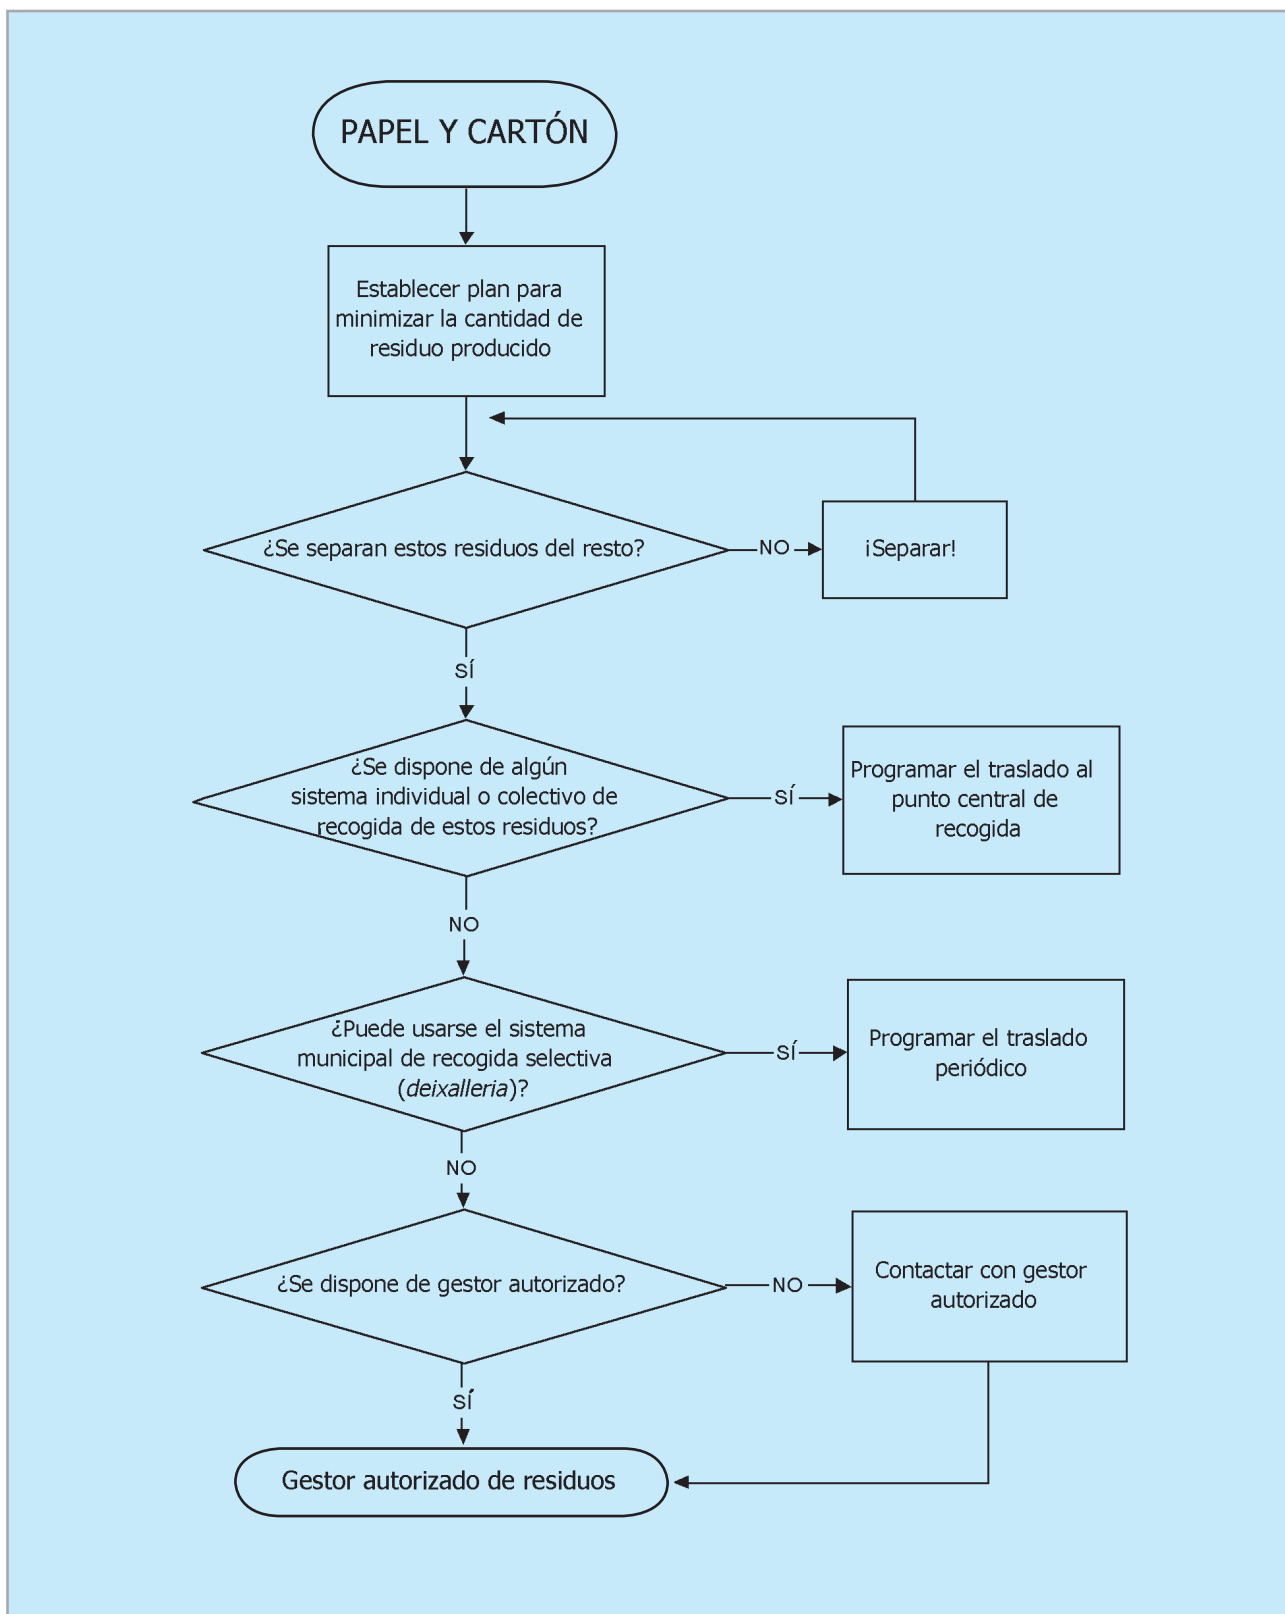 PAPEL Y CARTÓN
Establecer plan para
minimizar la cantidad de
residuo producido
¿Se separan estos residuos del resto?
NO
¡Separar!
SÍ
¿Se dispone de algún
sistema individual o colectivo de
recogida de estos residuos?
SÍ
Programar el traslado al
punto central de
recogida
NO
¿Puede usarse el sistema
municipal de recogida selectiva
(deixalleria)?
SÍ
Programar el traslado
periódico
NO
¿Se dispone de gestor autorizado?
NO
Contactar con gestor
autorizado
SÍ
Gestor autorizado de residuos